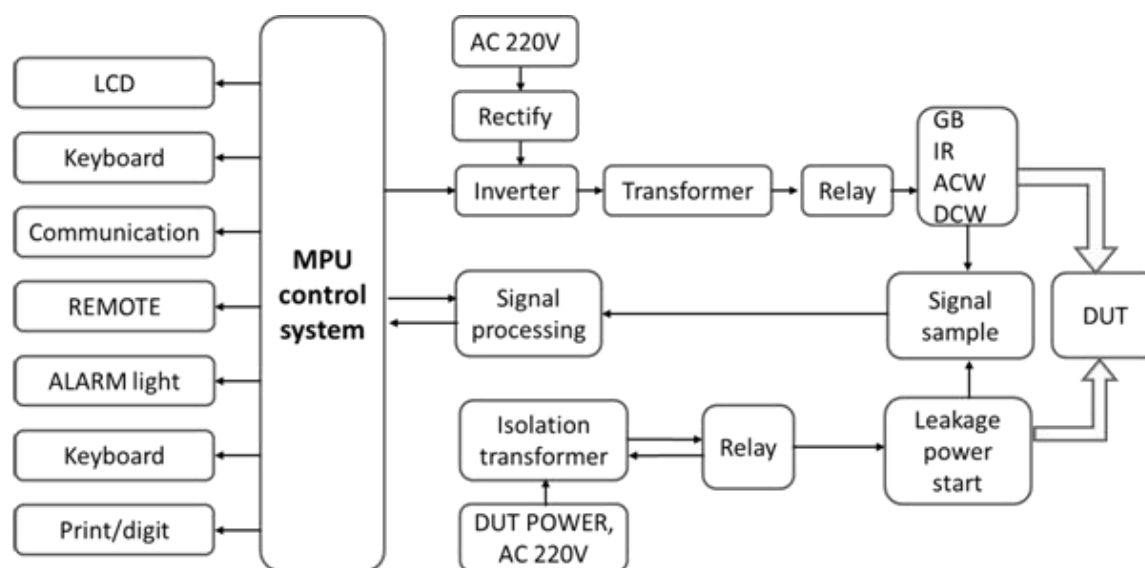 LCD
Keyboard
Communication
REMOTE
ALARM light
Keyboard
Print/digit
MPU
control
system
AC 220V
Rectify
Inverter
Transformer
Relay
GB
IR
ACW
DCW
Signal
processing
Signal
sample
DUT
Isolation
transformer
Relay
Leakage
power
start
DUT POWER,
AC 220V